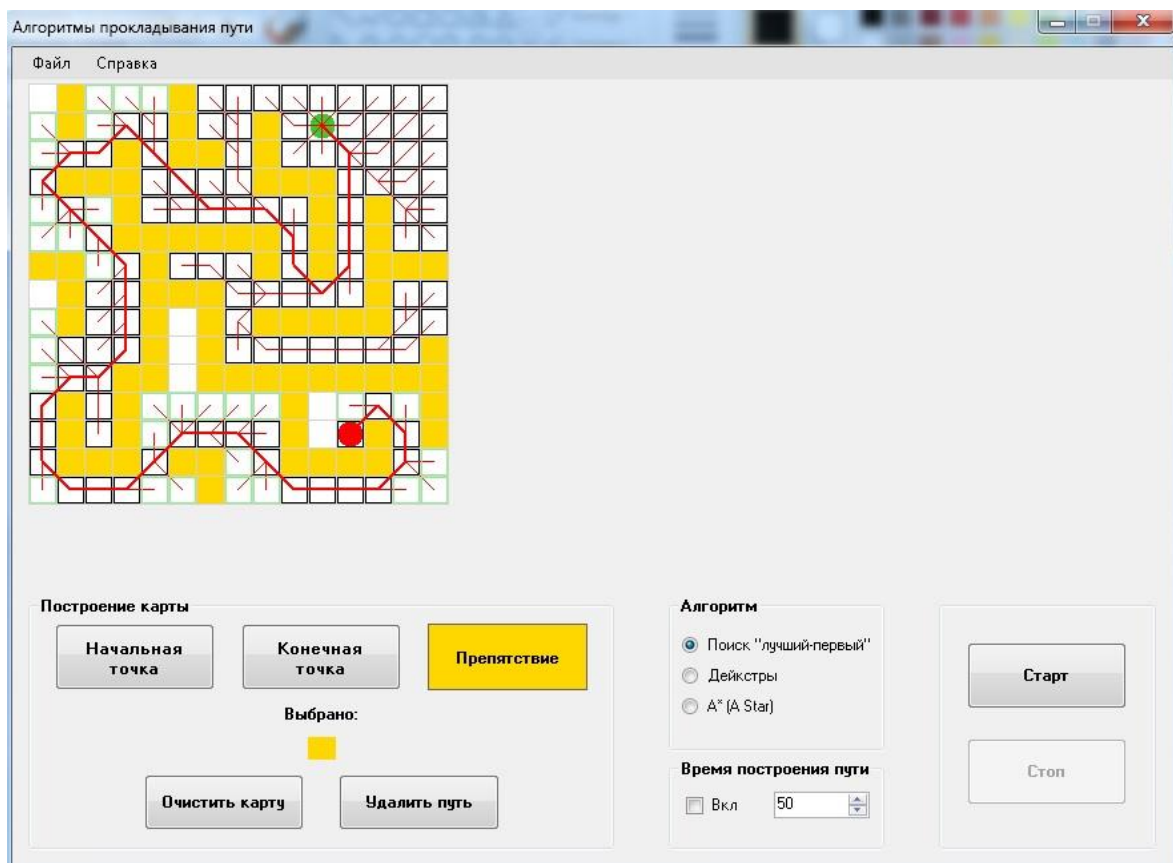 Алгоритмы прокладывания пути
Файл Справка
Построение карты
Начальная
точка
Конечная
точка
Препятствие
Выбрано:
Очистить карту
Удалить путь
Алгоритм
Поиск "лучший-первый"
Дейкстры
A* (A Star)
Время построения пути
Вкл 50
Старт
Стоп